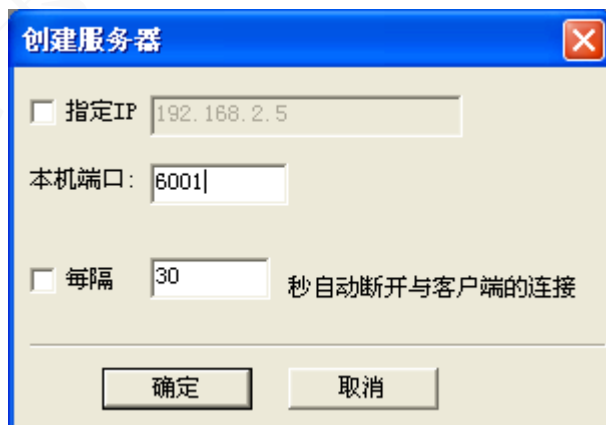 创建服务器
指定IP 192.168.2.5
本机端口: 6001
每隔 30 秒自动断开与客户端的连接
确定 取消